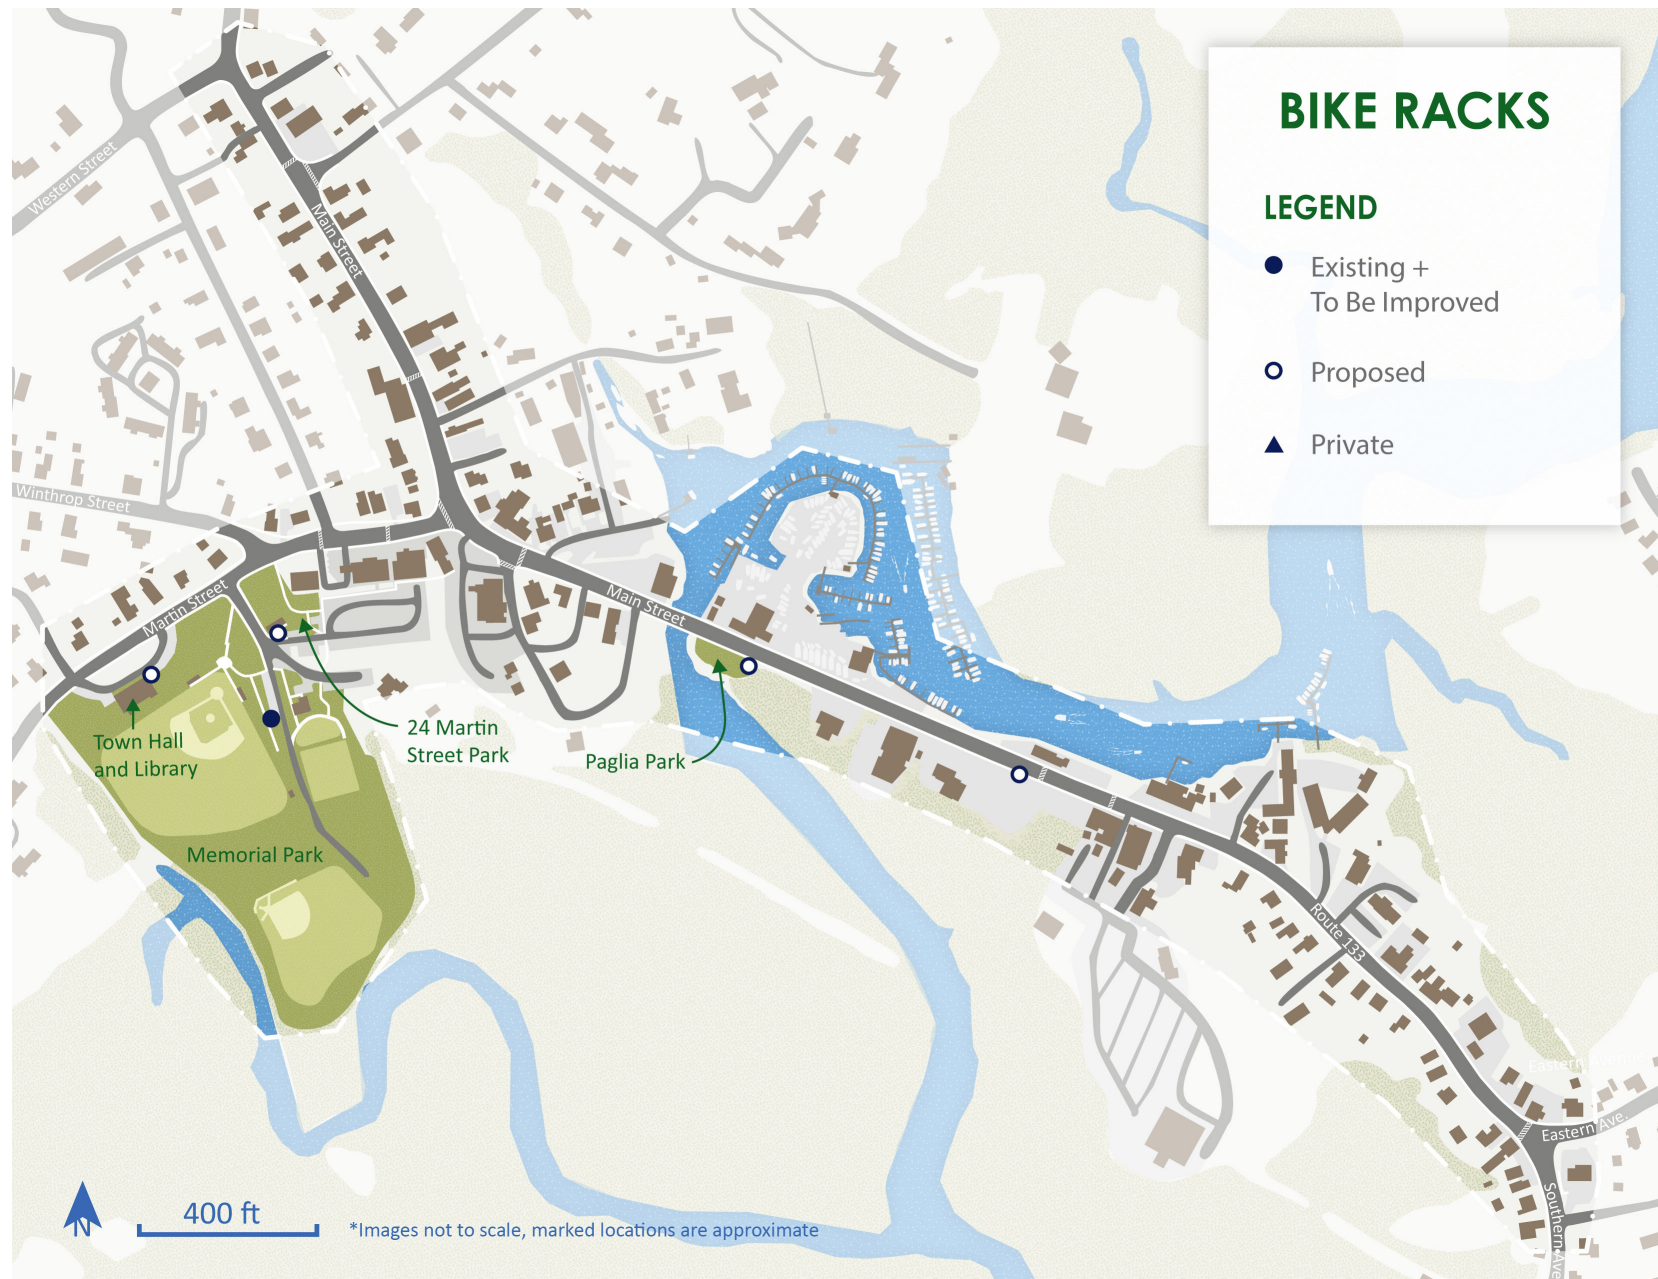 BIKE RACKS
LEGEND
Existing +
To Be Improved
Proposed
Private
Western Street
Main Street
Winthrop Street
Martin Street
Main Street
24 Martin
Street Park
Town Hall
and Library
Paglia Park
Memorial Park
Route 133
Eastern Ave.
Southern Ave
N
400 ft
*Images not to scale, marked locations are approximate